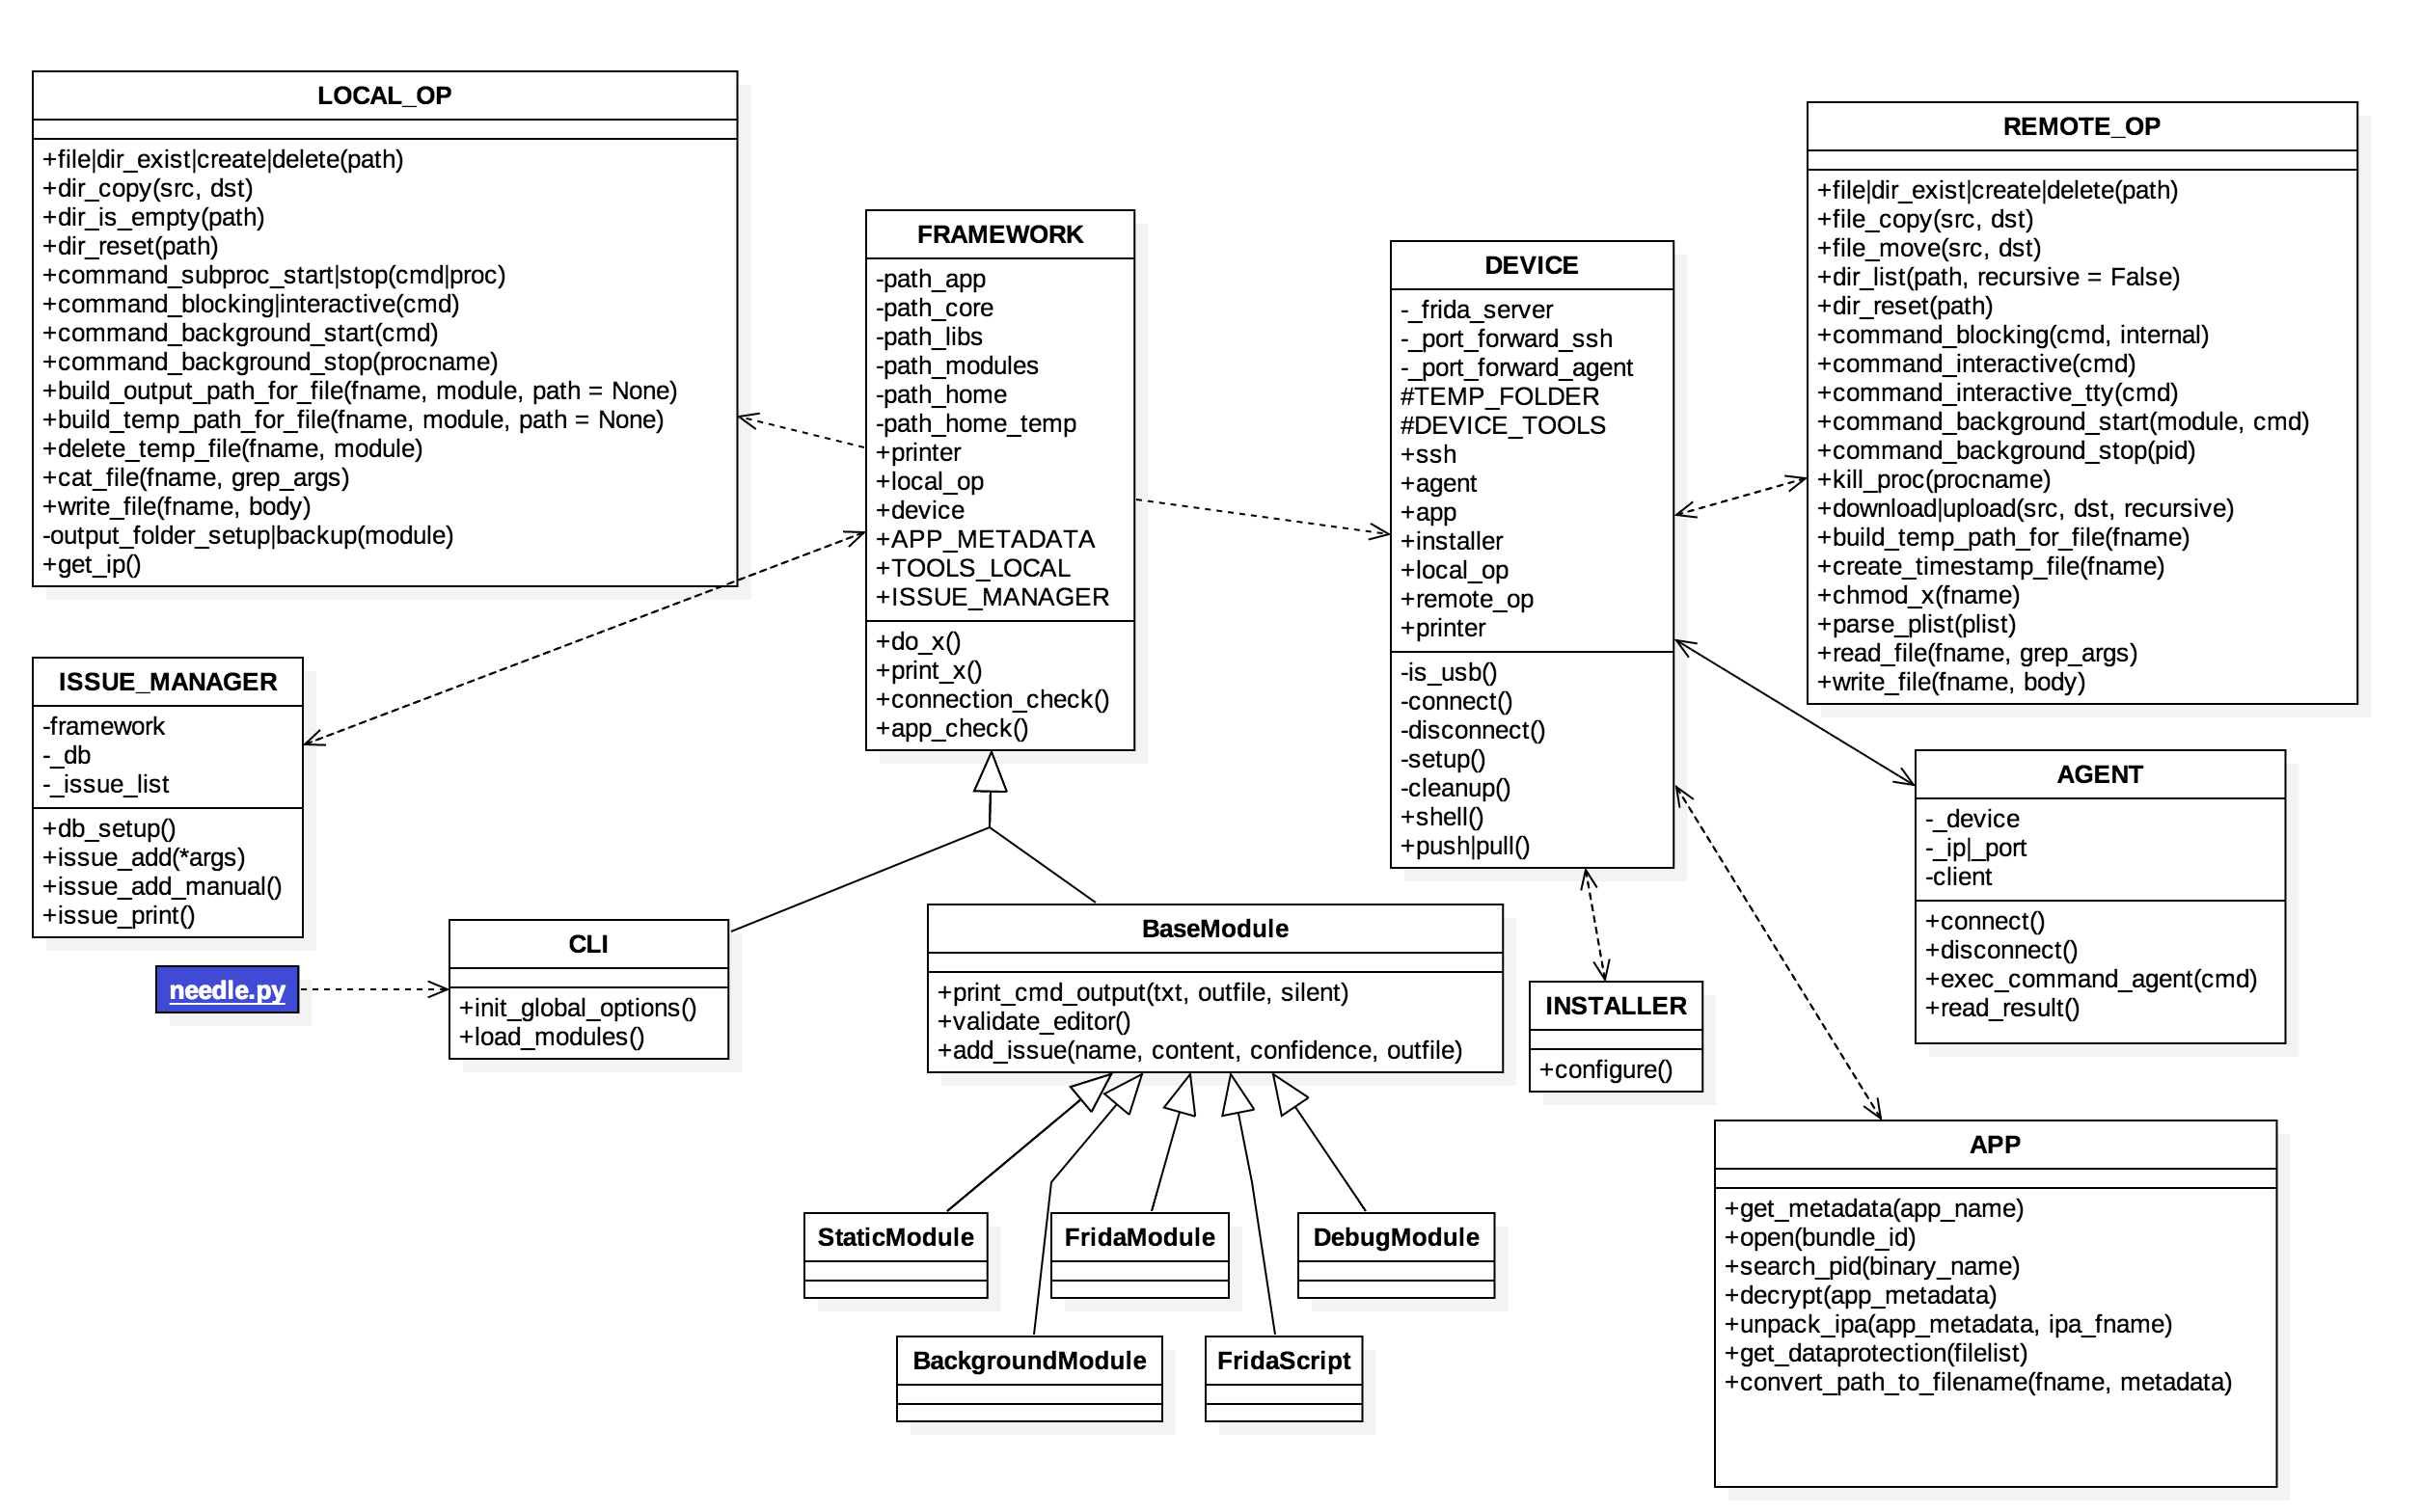 LOCAL_OP
+file|dir_exist|create|delete(path)
+dir_copy(src, dst)
+dir_is_empty(path)
+dir_reset(path)
+command_subproc_start|stop(cmd|proc)
+command_blocking|interactive(cmd)
+command_background_start(cmd)
+command_background_stop(procname)
+build_output_path_for_file(fname, module, path = None)
+build_temp_path_for_file(fname, module, path = None)
+delete_temp_file(fname, module)
+cat_file(fname, grep_args)
+write_file(fname, body)
-output_folder_setup|backup(module)
+get_ip()
FRAMEWORK
-path_app
-path_core
-path_libs
-path_modules
-path_home
-path_home_temp
+printer
+local_op
+device
+APP_METADATA
+TOOLS_LOCAL
+ISSUE_MANAGER
+do_x()
+print_x()
+connection_check()
+app_check()
DEVICE
-_frida_server
-_port_forward_ssh
-_port_forward_agent
#TEMP_FOLDER
#DEVICE_TOOLS
+ssh
+agent
+app
+installer
+local_op
+remote_op
+printer
-is_usb()
-connect()
-disconnect()
-setup()
-cleanup()
+shell()
+push|pull()
REMOTE_OP
+file|dir_exist|create|delete(path)
+file_copy(src, dst)
+file_move(src, dst)
+dir_list(path, recursive = False)
+dir_reset(path)
+command_blocking(cmd, internal)
+command_interactive(cmd)
+command_interactive_tty(cmd)
+command_background_start(module, cmd)
+command_background_stop(pid)
+kill_proc(procname)
+download|upload(src, dst, recursive)
+build_temp_path_for_file(fname)
+create_timestamp_file(fname)
+chmod_x(fname)
+parse_plist(plist)
+read_file(fname, grep_args)
+write_file(fname, body)
ISSUE_MANAGER
-framework
-_db
-_issue_list
+db_setup()
+issue_add(*args)
+issue_add_manual()
+issue_print()
needle.py
CLI
+init_global_options()
+load_modules()
BaseModule
+print_cmd_output(txt, outfile, silent)
+validate_editor()
+add_issue(name, content, confidence, outfile)
INSTALLER
+configure()
AGENT
-_device
-_ip|_port
-client
+connect()
+disconnect()
+exec_command_agent(cmd)
+read_result()
APP
+get_metadata(app_name)
+open(bundle_id)
+search_pid(binary_name)
+decrypt(app_metadata)
+unpack_ipa(app_metadata, ipa_fname)
+get_dataprotection(filelist)
+convert_path_to_filename(fname, metadata)
StaticModule
FridaModule
DebugModule
BackgroundModule
FridaScript